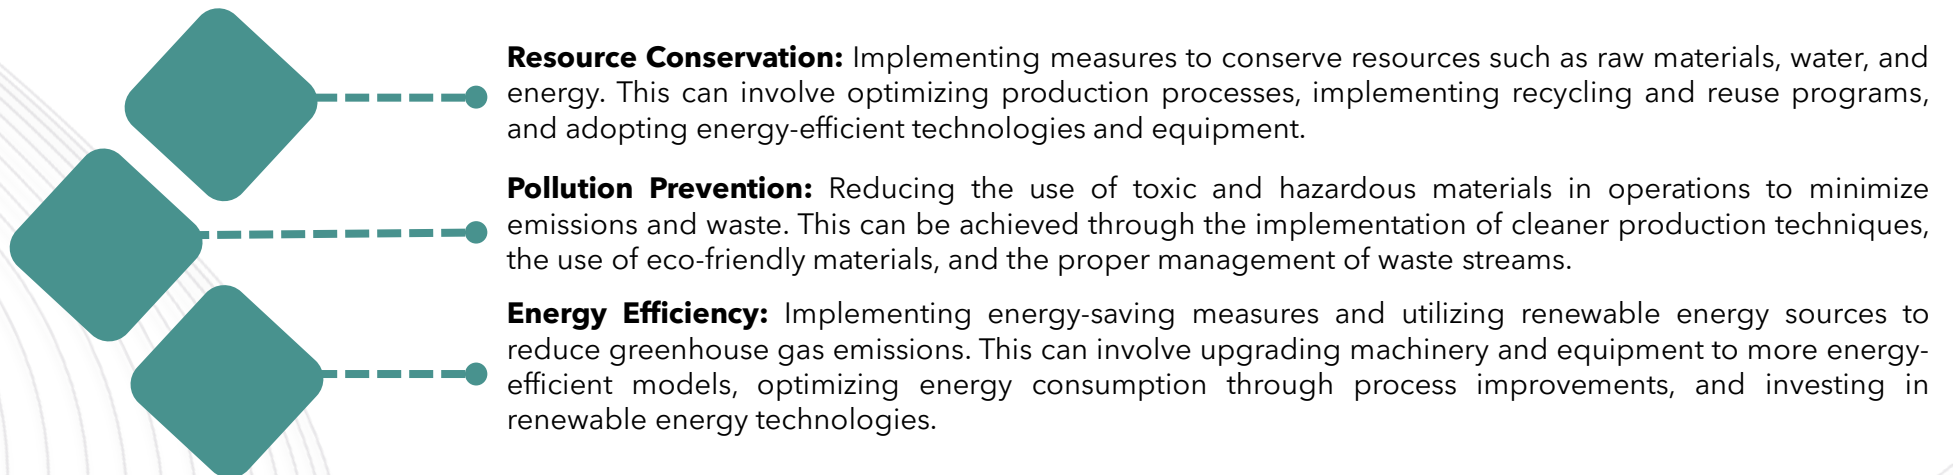 Resource Conservation: Implementing measures to conserve resources such as raw materials, water, and
energy. This can involve optimizing production processes, implementing recycling and reuse programs,
and adopting energy-efficient technologies and equipment.
Pollution Prevention: Reducing the use of toxic and hazardous materials in operations to minimize
emissions and waste. This can be achieved through the implementation of cleaner production techniques,
the use of eco-friendly materials, and the proper management of waste streams.
Energy Efficiency: Implementing energy-saving measures and utilizing renewable energy sources to
reduce greenhouse gas emissions. This can involve upgrading machinery and equipment to more energy-
efficient models, optimizing energy consumption through process improvements, and investing in
renewable energy technologies.